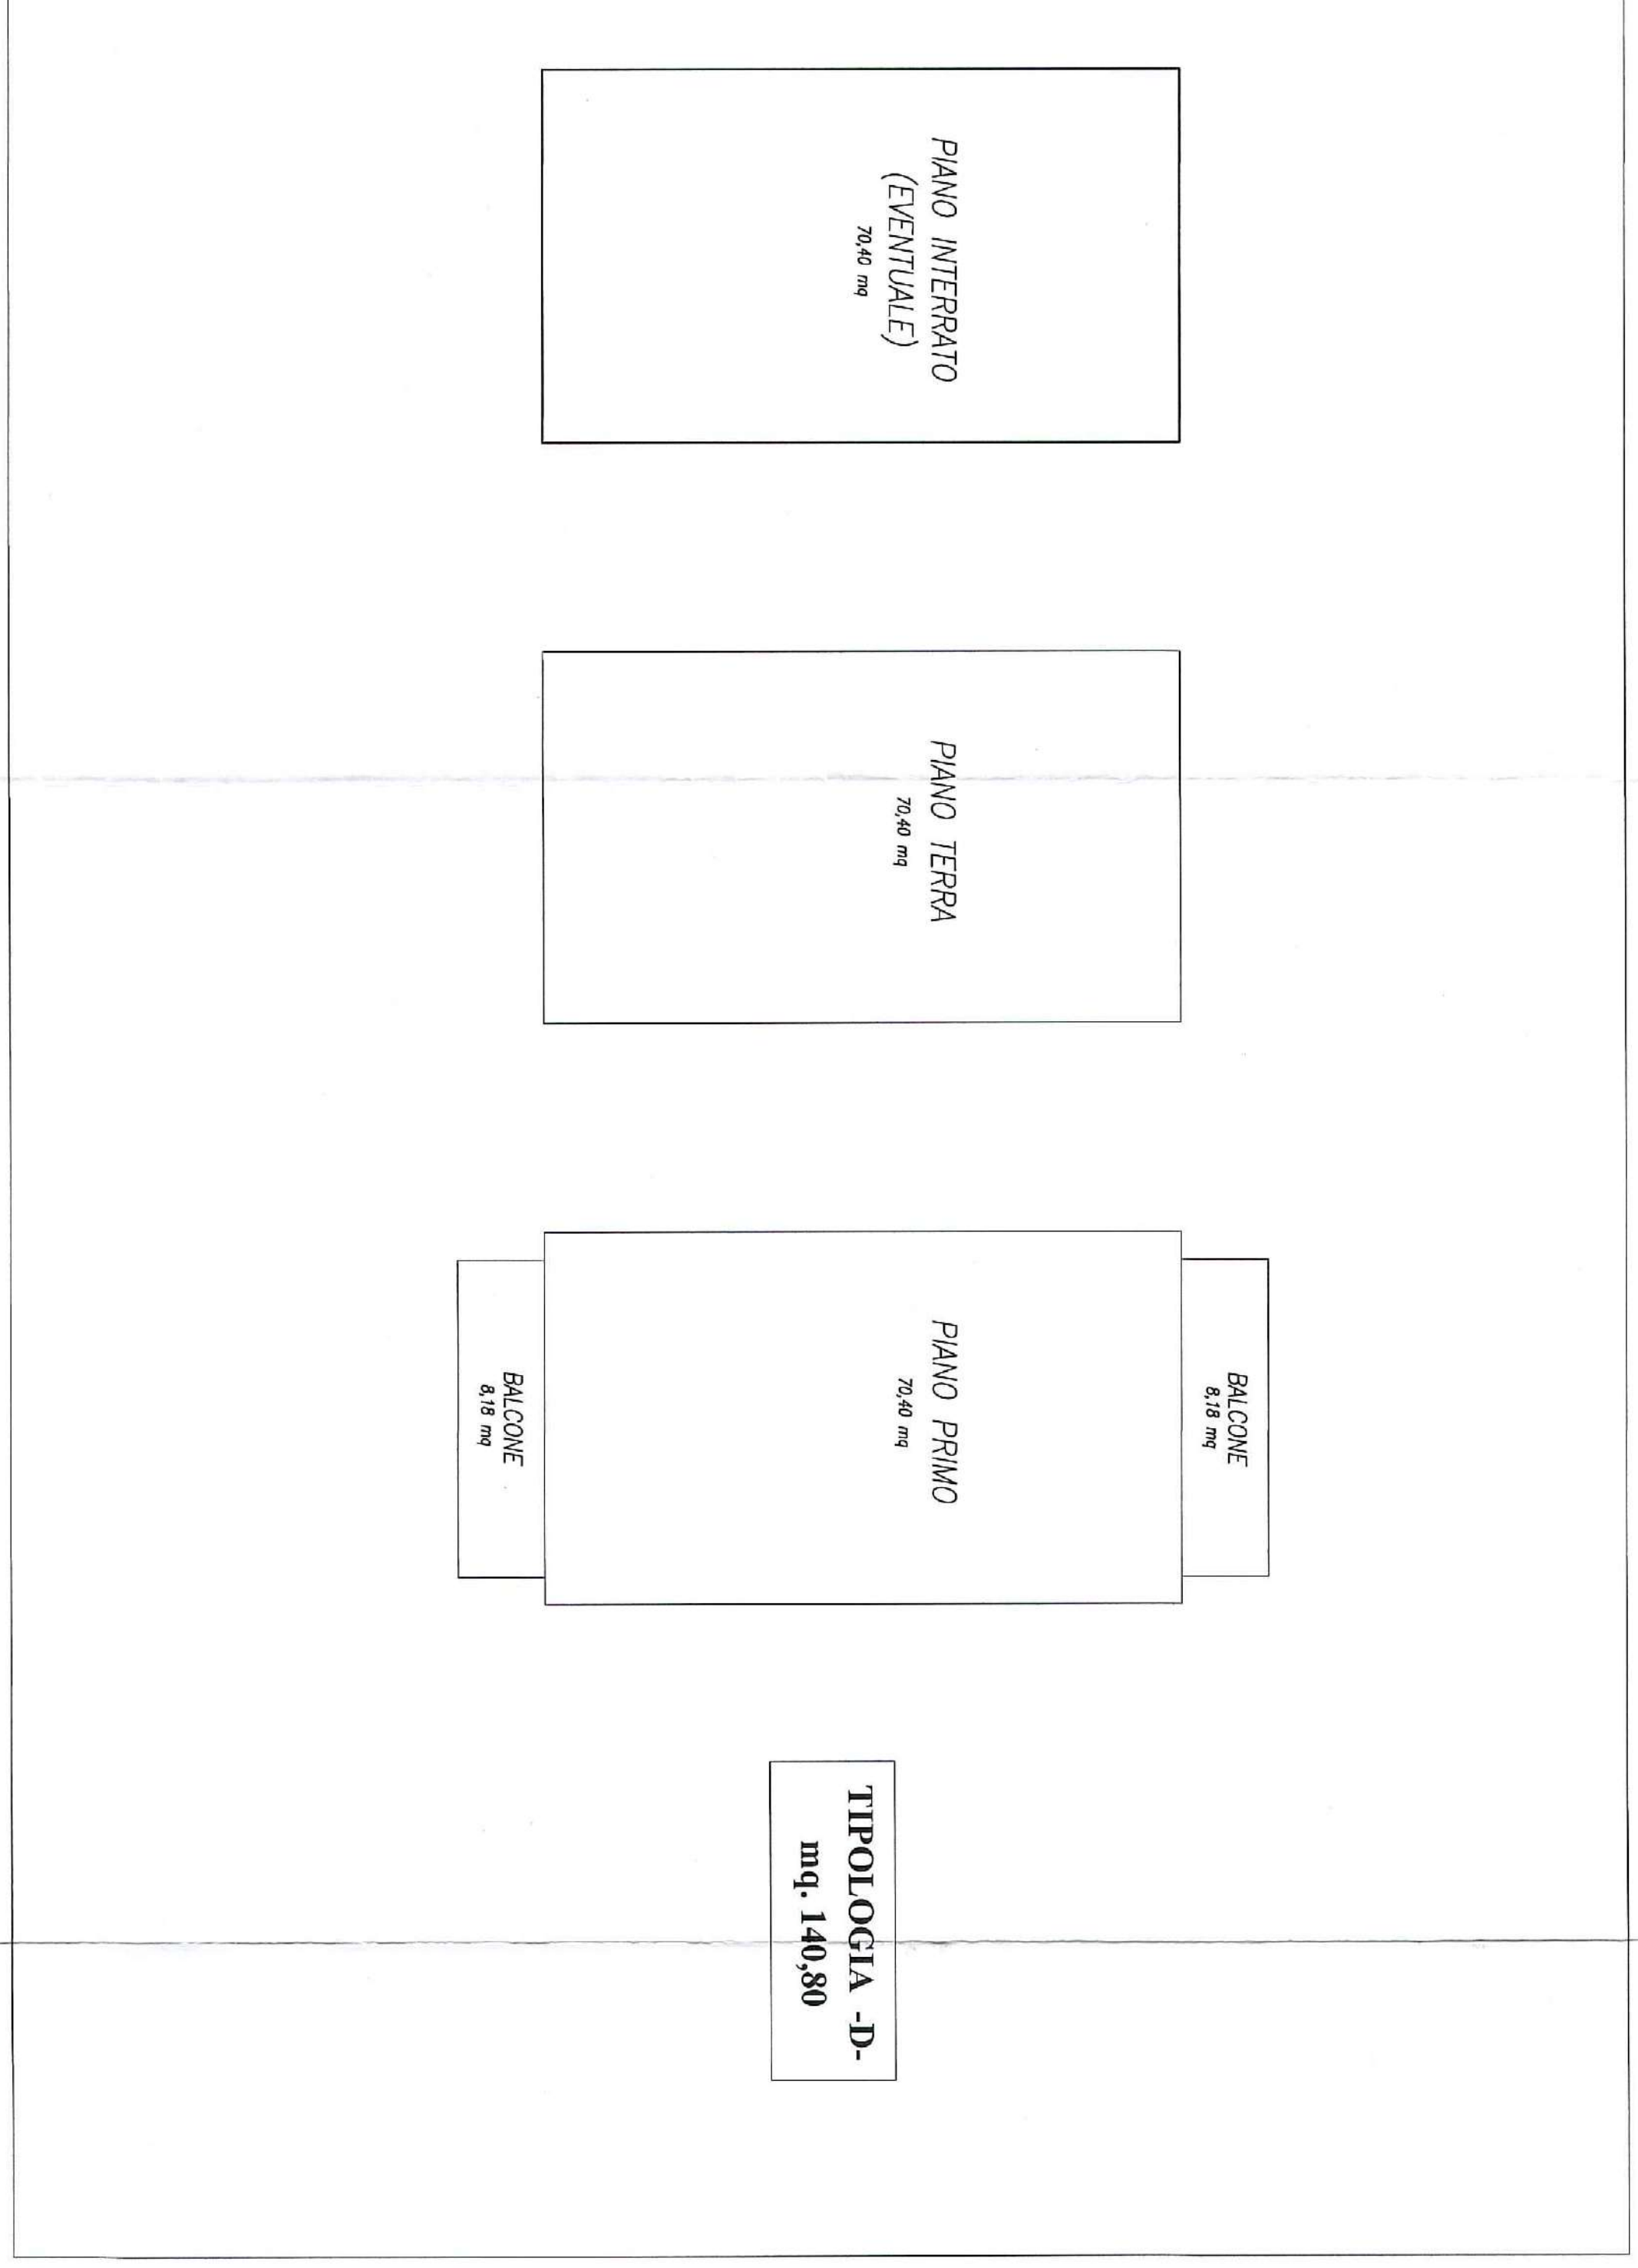 PIANO INTERRATO
(EVENTUALE)
70,40 mq
PIANO TERRA
70,40 mq
BALCONE
8,18 mq
PIANO PRIMO
70,40 mq
BALCONE
8,18 mq
TIPOLOGIA -D-
mq. 140,80